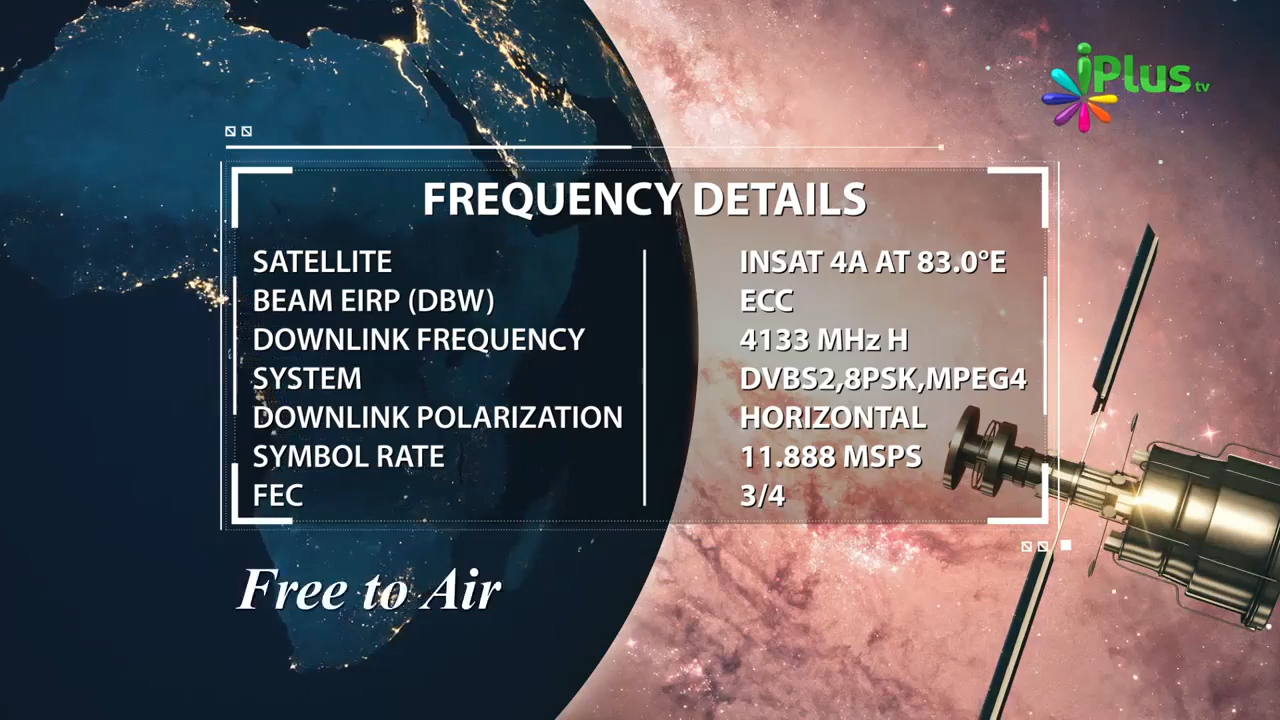 iPlus tv
FREQUENCY DETAILS
SATELLITE INSAT 4A AT 83.0°E
BEAM EIRP (DBW) ECC
DOWNLINK FREQUENCY 4133 MHz H
SYSTEM DVBS2,8PSK,MPEG4
DOWNLINK POLARIZATION HORIZONTAL
SYMBOL RATE 11.888 MSPS
FEC 3/4
Free to Air